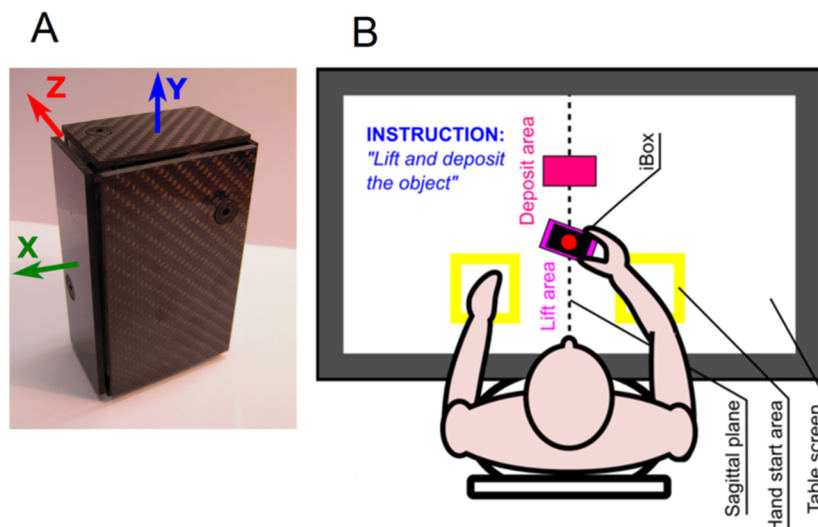 A
B
Z
Y
X
INSTRUCTION:
"Lift and deposit
the object"
Deposit area
iBox
Lift area
Sagittal plane
Hand start area
Table screen